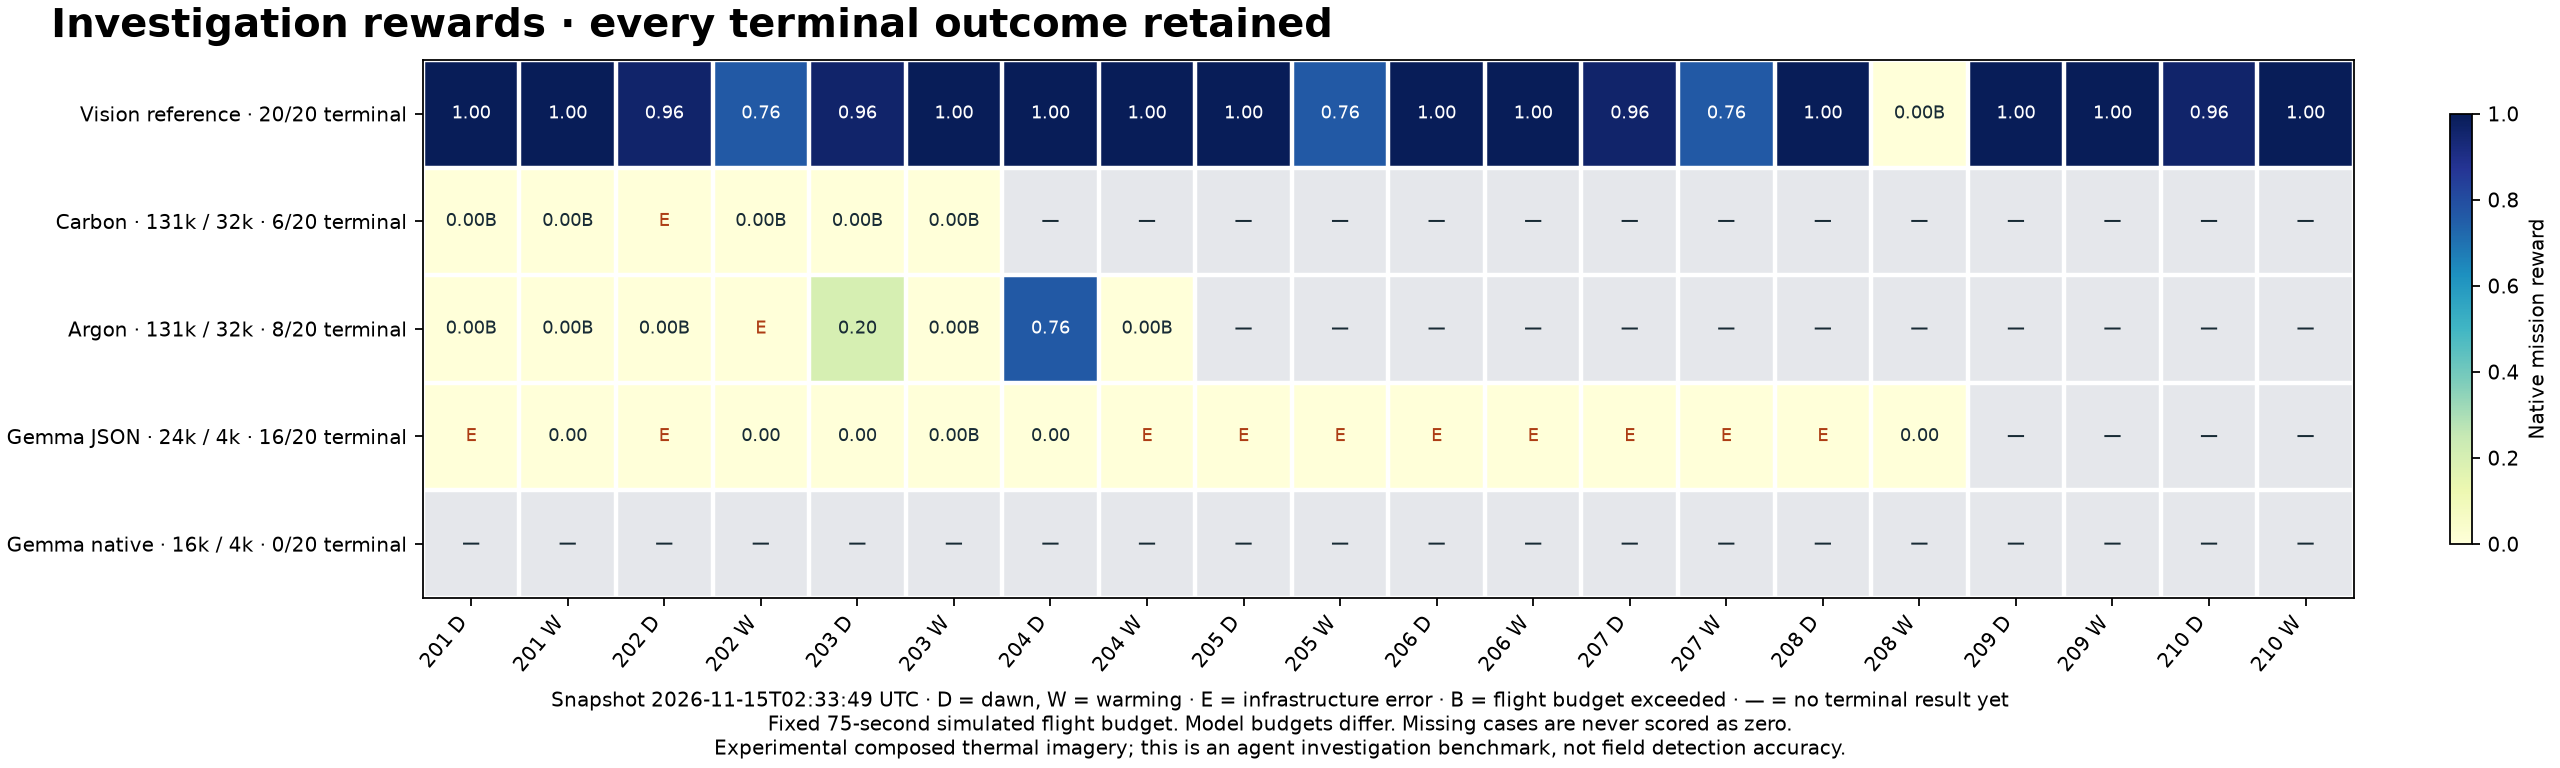 Investigation rewards · every terminal outcome retained
Vision reference · 20/20 terminal 1.00 1.00 0.96 0.76 0.96 1.00 1.00 1.00 1.00 0.76 1.00 1.00 0.96 0.76 1.00 0.00B 1.00 1.00 0.96 1.00
Carbon · 131k / 32k · 6/20 terminal 0.00B 0.00B E 0.00B 0.00B 0.00B — — — — — — — — — — — — — —
Argon · 131k / 32k · 8/20 terminal 0.00B 0.00B 0.00B E 0.20 0.00B 0.76 0.00B — — — — — — — — — — — —
Gemma JSON · 24k / 4k · 16/20 terminal E 0.00 E 0.00 0.00 0.00B 0.00 E E E E E E E E 0.00 — — — —
Gemma native · 16k / 4k · 0/20 terminal — — — — — — — — — — — — — — — — — — — —
201 D 201 W 202 D 202 W 203 D 203 W 204 D 204 W 205 D 205 W 206 D 206 W 207 D 207 W 208 D 208 W 209 D 209 W 210 D 210 W
1.0
0.8
0.6
0.4
0.2
0.0
Native mission reward
Snapshot 2026-11-15T02:33:49 UTC · D = dawn, W = warming · E = infrastructure error · B = flight budget exceeded · — = no terminal result yet
Fixed 75-second simulated flight budget. Model budgets differ. Missing cases are never scored as zero.
Experimental composed thermal imagery; this is an agent investigation benchmark, not field detection accuracy.